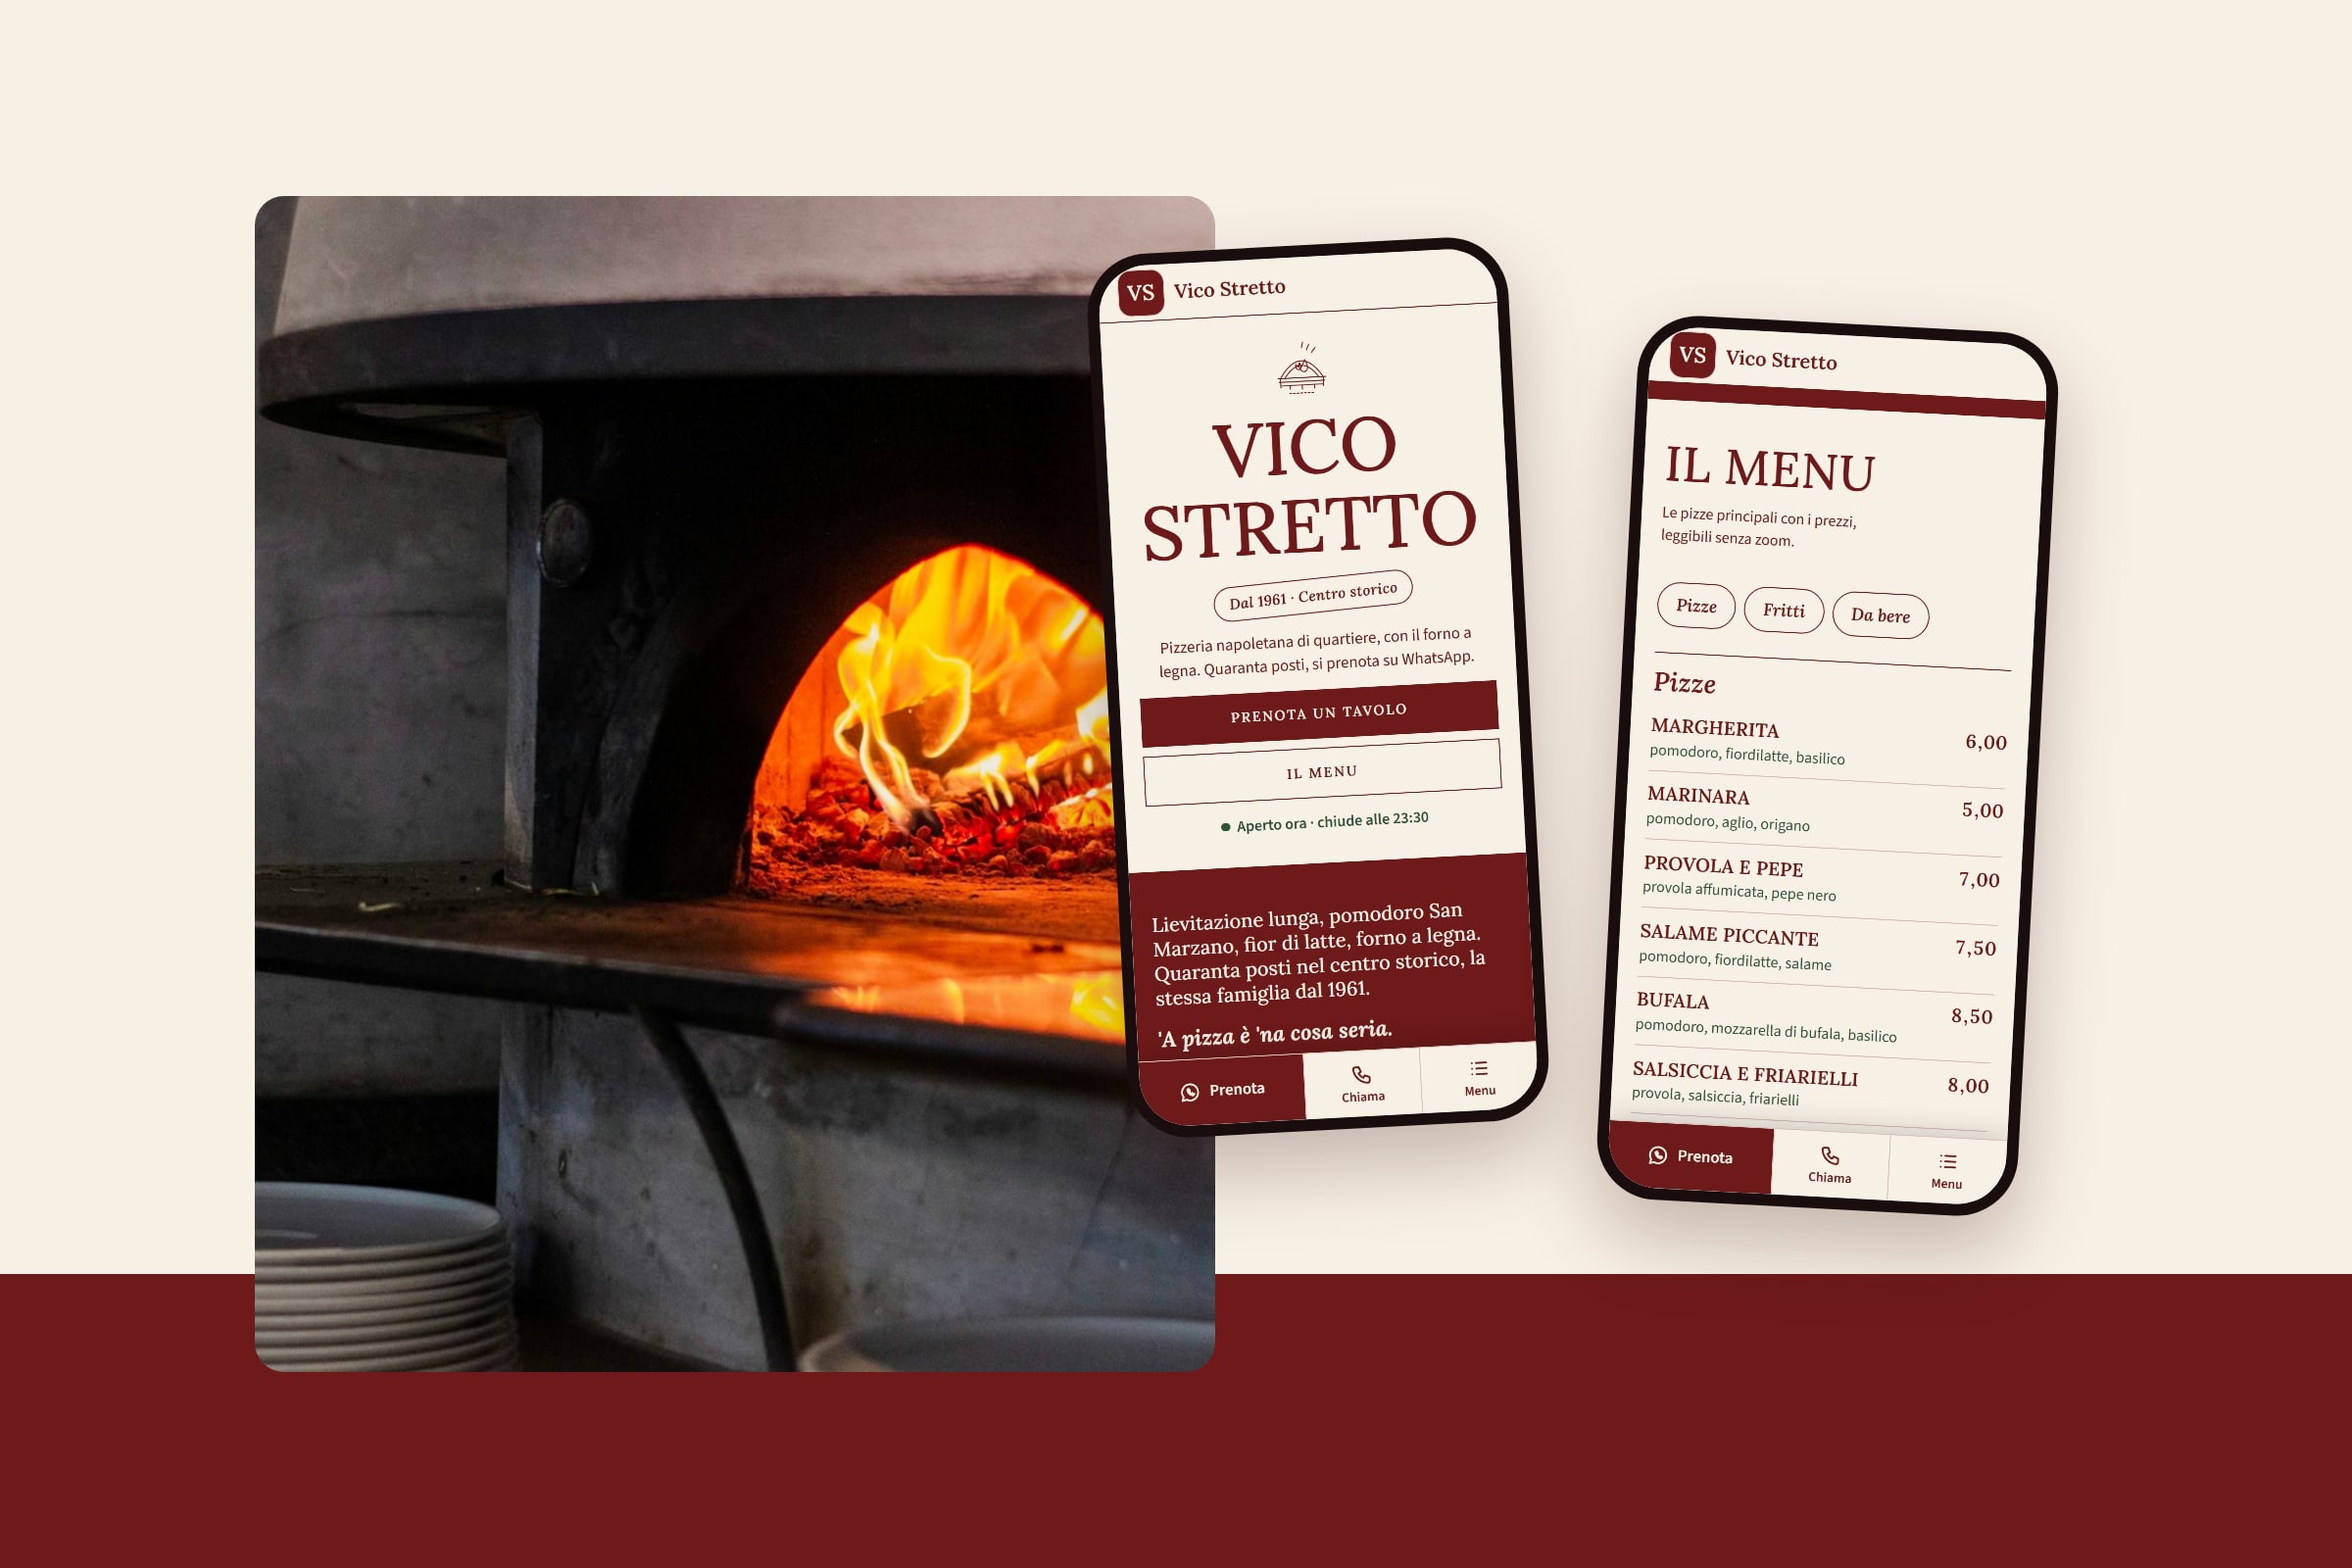 VS Vico Stretto
VICO
STRETTO
Dal 1961 · Centro storico
Pizzeria napoletana di quartiere, con il forno a
legna. Quaranta posti, si prenota su WhatsApp.
PRENOTA UN TAVOLO
IL MENU
Aperto ora · chiude alle 23:30
Lievitazione lunga, pomodoro San
Marzano, fior di latte, forno a legna.
Quaranta posti nel centro storico, la
stessa famiglia dal 1961.
'A pizza è 'na cosa seria.
Prenota
Chiama
Menu
VS Vico Stretto
IL MENU
Le pizze principali con i prezzi,
leggibili senza zoom.
Pizze Fritti Da bere
Pizze
MARGHERITA 6,00
pomodoro, fiordilatte, basilico
MARINARA 5,00
pomodoro, aglio, origano
PROVOLA E PEPE 7,00
provola affumicata, pepe nero
SALAME PICCANTE 7,50
pomodoro, fiordilatte, salame
BUFALA 8,50
pomodoro, mozzarella di bufala, basilico
SALSICCIA E FRIARIELLI 8,00
provola, salsiccia, friarielli
Prenota
Chiama
Menu